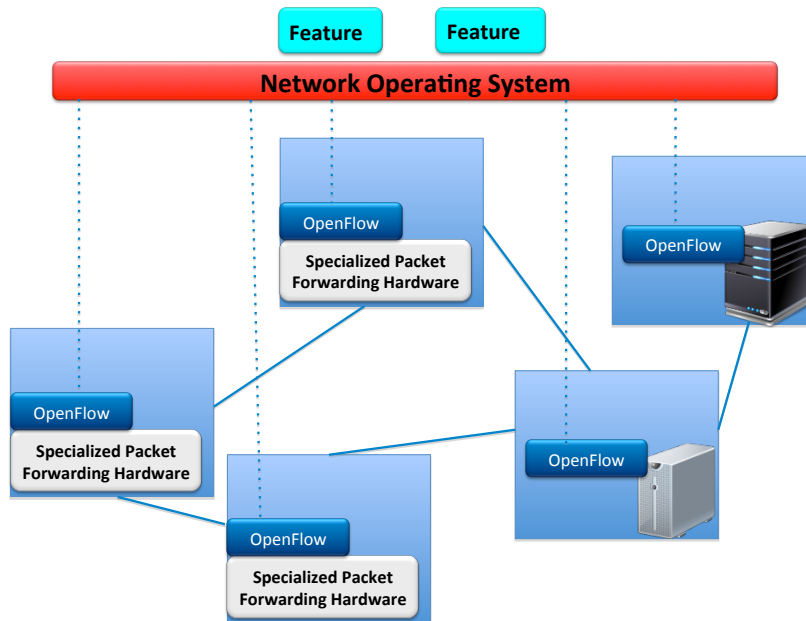 Feature
Feature
Network Operating System
OpenFlow
Specialized Packet
Forwarding Hardware
OpenFlow
OpenFlow
Specialized Packet
Forwarding Hardware
OpenFlow
OpenFlow
Specialized Packet
Forwarding Hardware